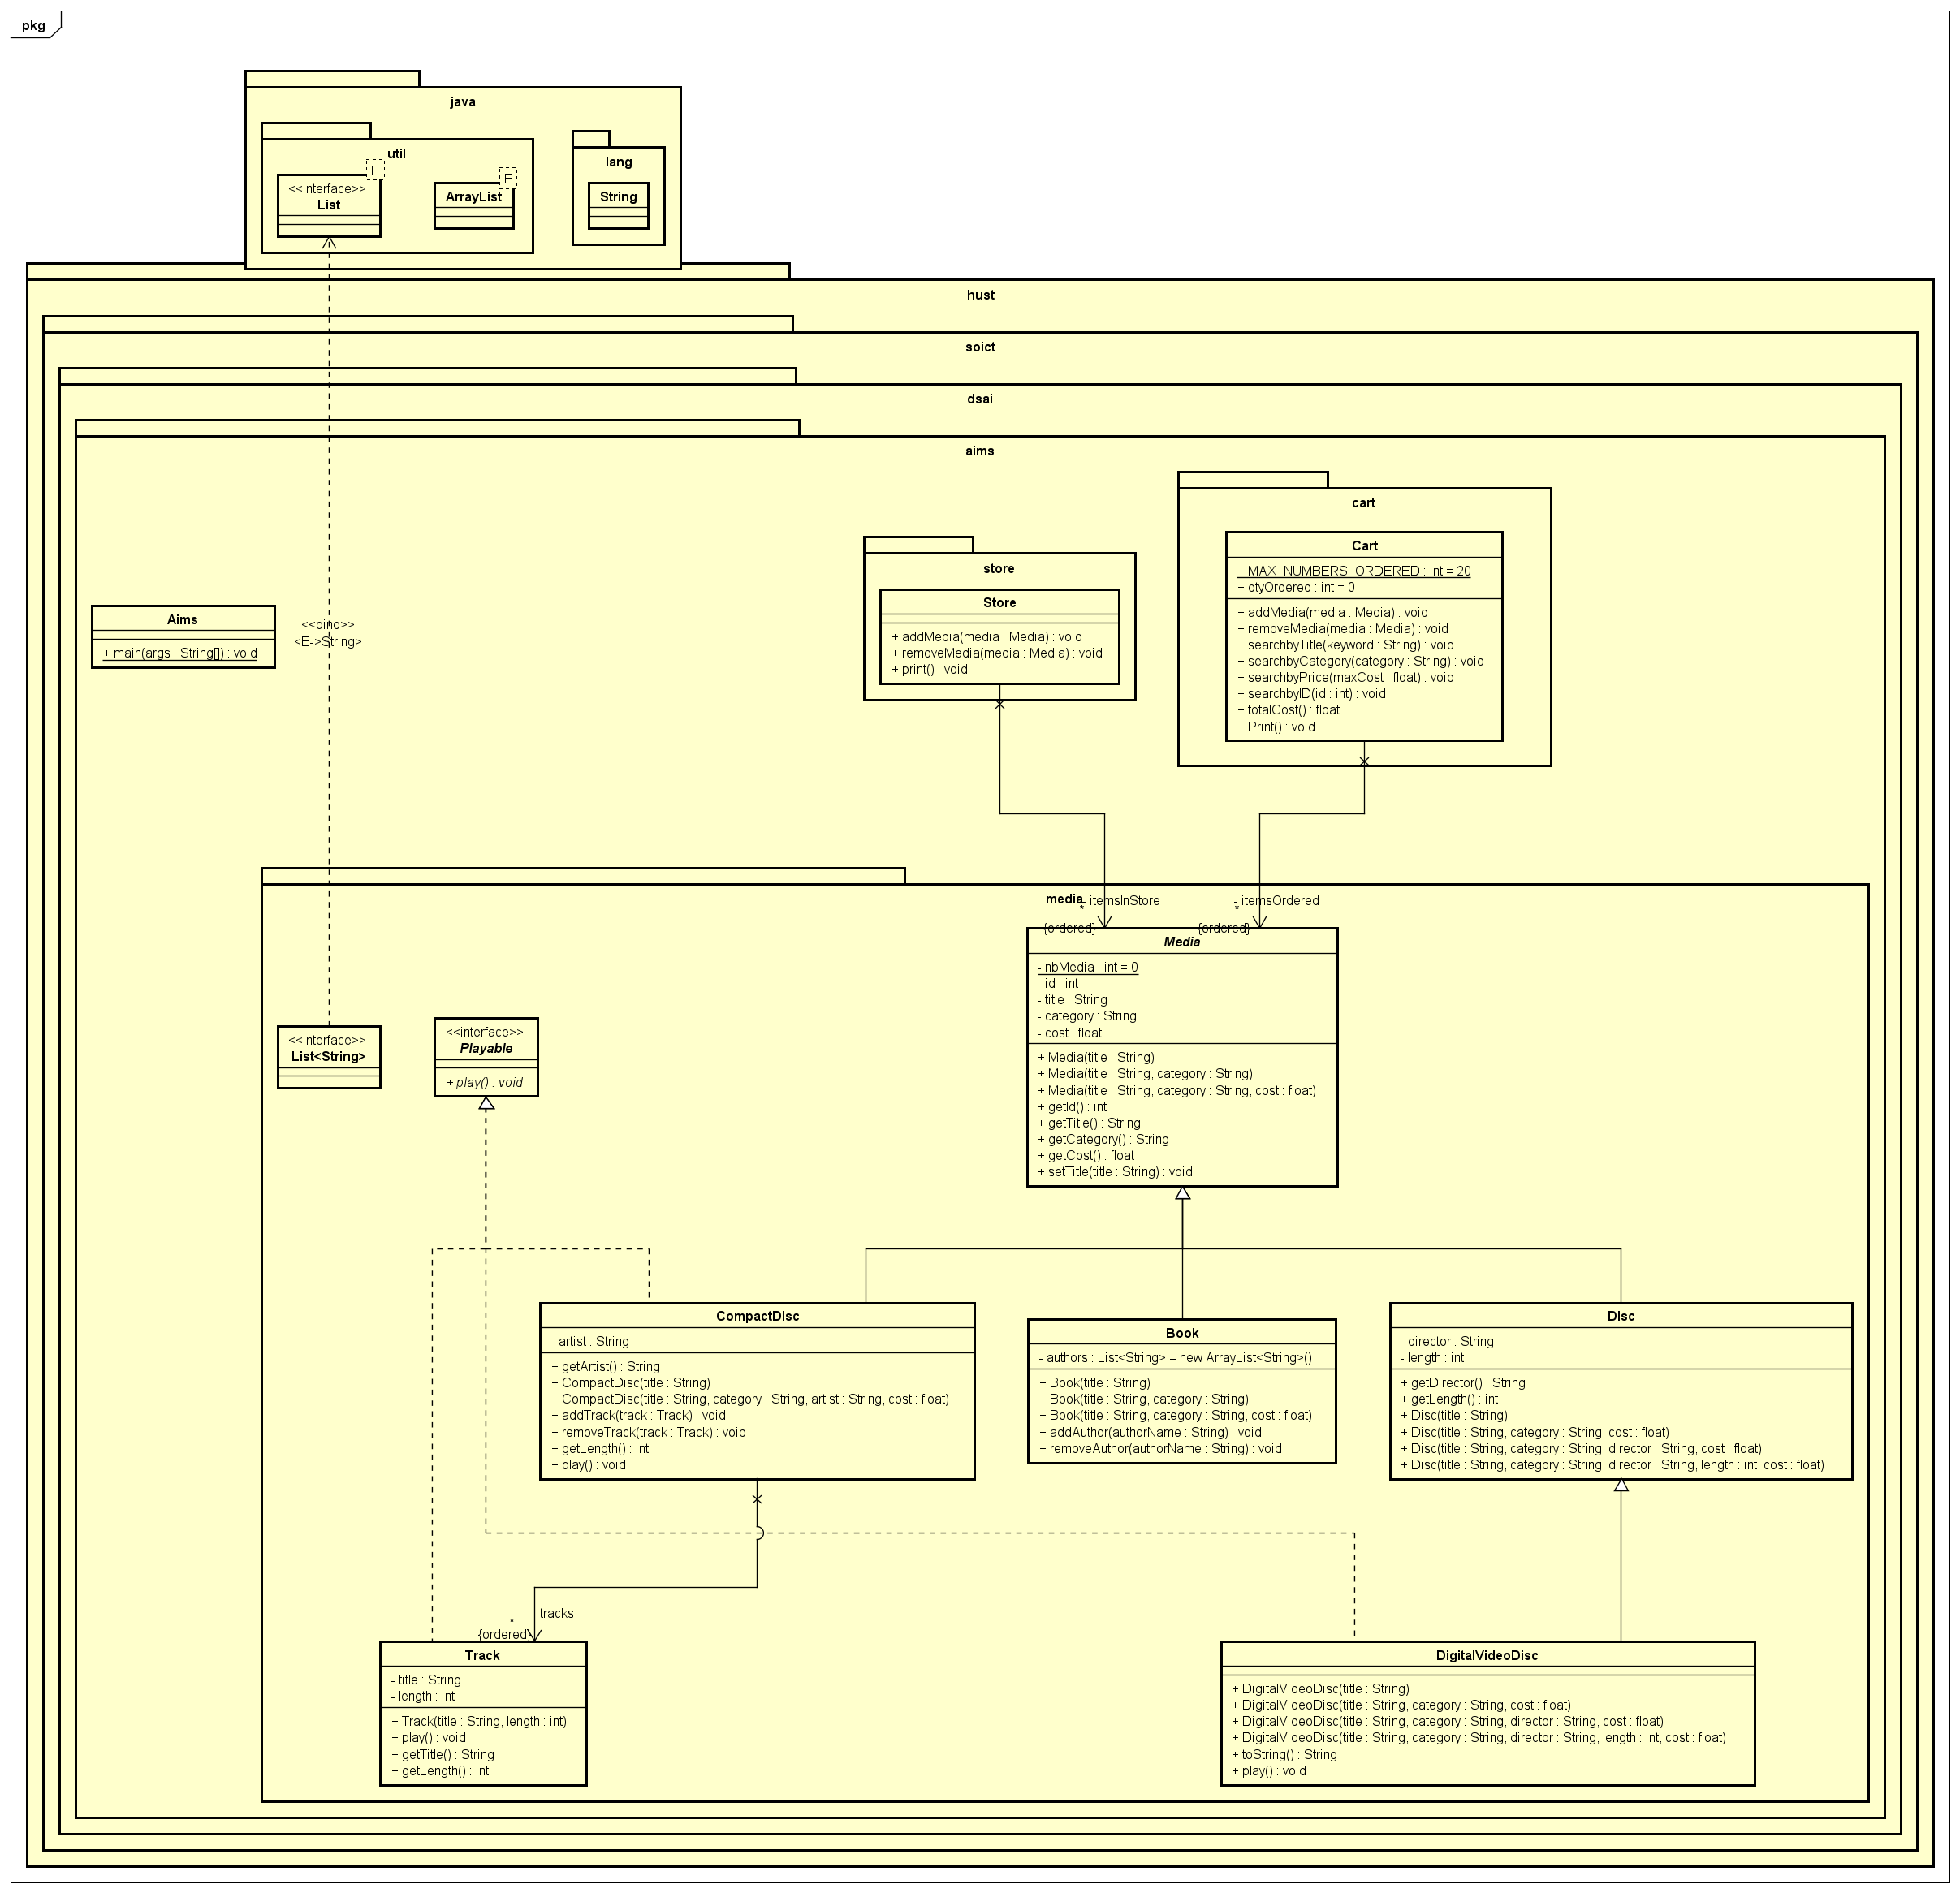 pkg
java
util
E
<<interface>>
List
E
ArrayList
lang
String
hust
soict
dsai
aims
cart
Cart
+ MAX_NUMBERS_ORDERED : int = 20
+ qtyOrdered : int = 0
+ addMedia(media : Media) : void
+ removeMedia(media : Media) : void
+ searchbyTitle(keyword : String) : void
+ searchbyCategory(category : String) : void
+ searchbyPrice(maxCost : float) : void
+ searchbyID(id : int) : void
+ totalCost() : float
+ Print() : void
store
Store
+ addMedia(media : Media) : void
+ removeMedia(media : Media) : void
+ print() : void
Aims
+ main(args : String[]) : void
<<bind>>
<E->String>
media
- itemsInStore
*
{ordered}
- itemsOrdered
*
{ordered}
Media
- nbMedia : int = 0
- id : int
- title : String
- category : String
- cost : float
+ Media(title : String)
+ Media(title : String, category : String)
+ Media(title : String, category : String, cost : float)
+ getId() : int
+ getTitle() : String
+ getCategory() : String
+ getCost() : float
+ setTitle(title : String) : void
<<interface>>
List<String>
<<interface>>
Playable
+ play() : void
CompactDisc
- artist : String
+ getArtist() : String
+ CompactDisc(title : String)
+ CompactDisc(title : String, category : String, artist : String, cost : float)
+ addTrack(track : Track) : void
+ removeTrack(track : Track) : void
+ getLength() : int
+ play() : void
Book
- authors : List<String> = new ArrayList<String>()
+ Book(title : String)
+ Book(title : String, category : String)
+ Book(title : String, category : String, cost : float)
+ addAuthor(authorName : String) : void
+ removeAuthor(authorName : String) : void
Disc
- director : String
- length : int
+ getDirector() : String
+ getLength() : int
+ Disc(title : String)
+ Disc(title : String, category : String, cost : float)
+ Disc(title : String, category : String, director : String, cost : float)
+ Disc(title : String, category : String, director : String, length : int, cost : float)
- tracks
*
{ordered}
Track
- title : String
- length : int
+ Track(title : String, length : int)
+ play() : void
+ getTitle() : String
+ getLength() : int
DigitalVideoDisc
+ DigitalVideoDisc(title : String)
+ DigitalVideoDisc(title : String, category : String, cost : float)
+ DigitalVideoDisc(title : String, category : String, director : String, cost : float)
+ DigitalVideoDisc(title : String, category : String, director : String, length : int, cost : float)
+ toString() : String
+ play() : void